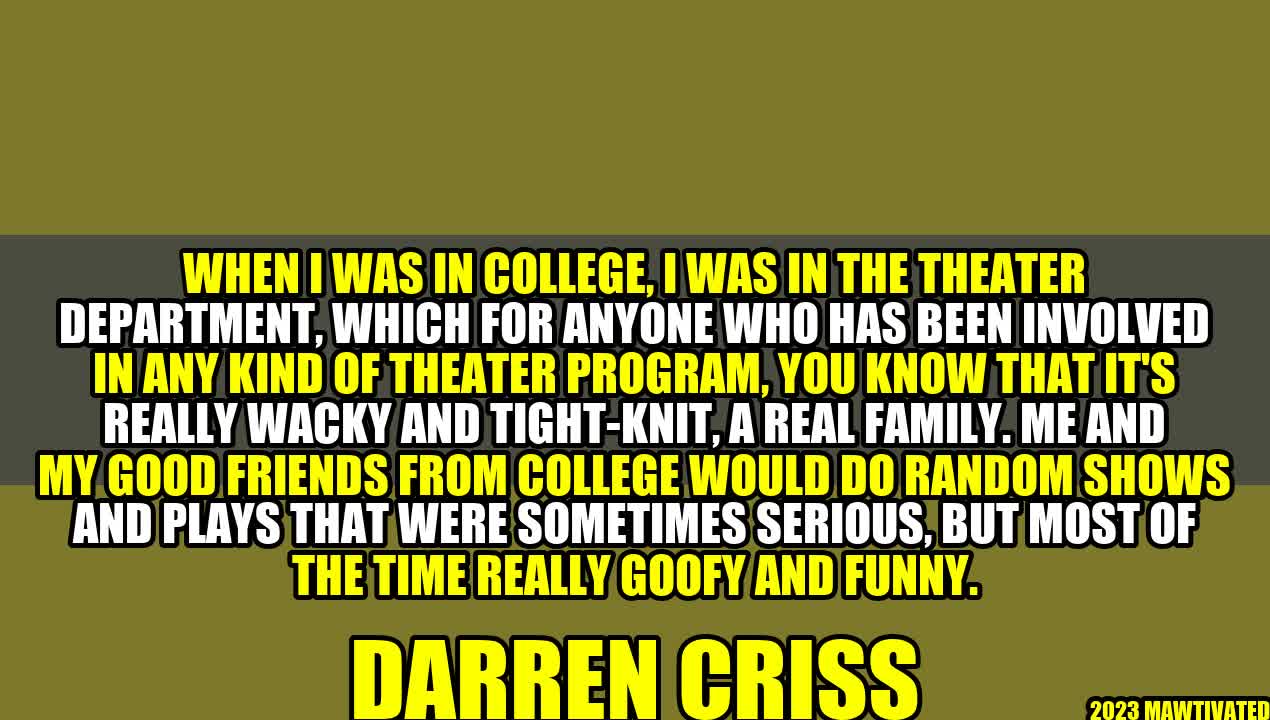 WHEN I WAS IN COLLEGE, I WAS IN THE THEATER
DEPARTMENT, WHICH FOR ANYONE WHO HAS BEEN INVOLVED
IN ANY KIND OF THEATER PROGRAM, YOU KNOW THAT IT'S
REALLY WACKY AND TIGHT-KNIT, A REAL FAMILY. ME AND
MY GOOD FRIENDS FROM COLLEGE WOULD DO RANDOM SHOWS
AND PLAYS THAT WERE SOMETIMES SERIOUS, BUT MOST OF
THE TIME REALLY GOOFY AND FUNNY.
DARREN CRISS
2023 MAWTIVATED